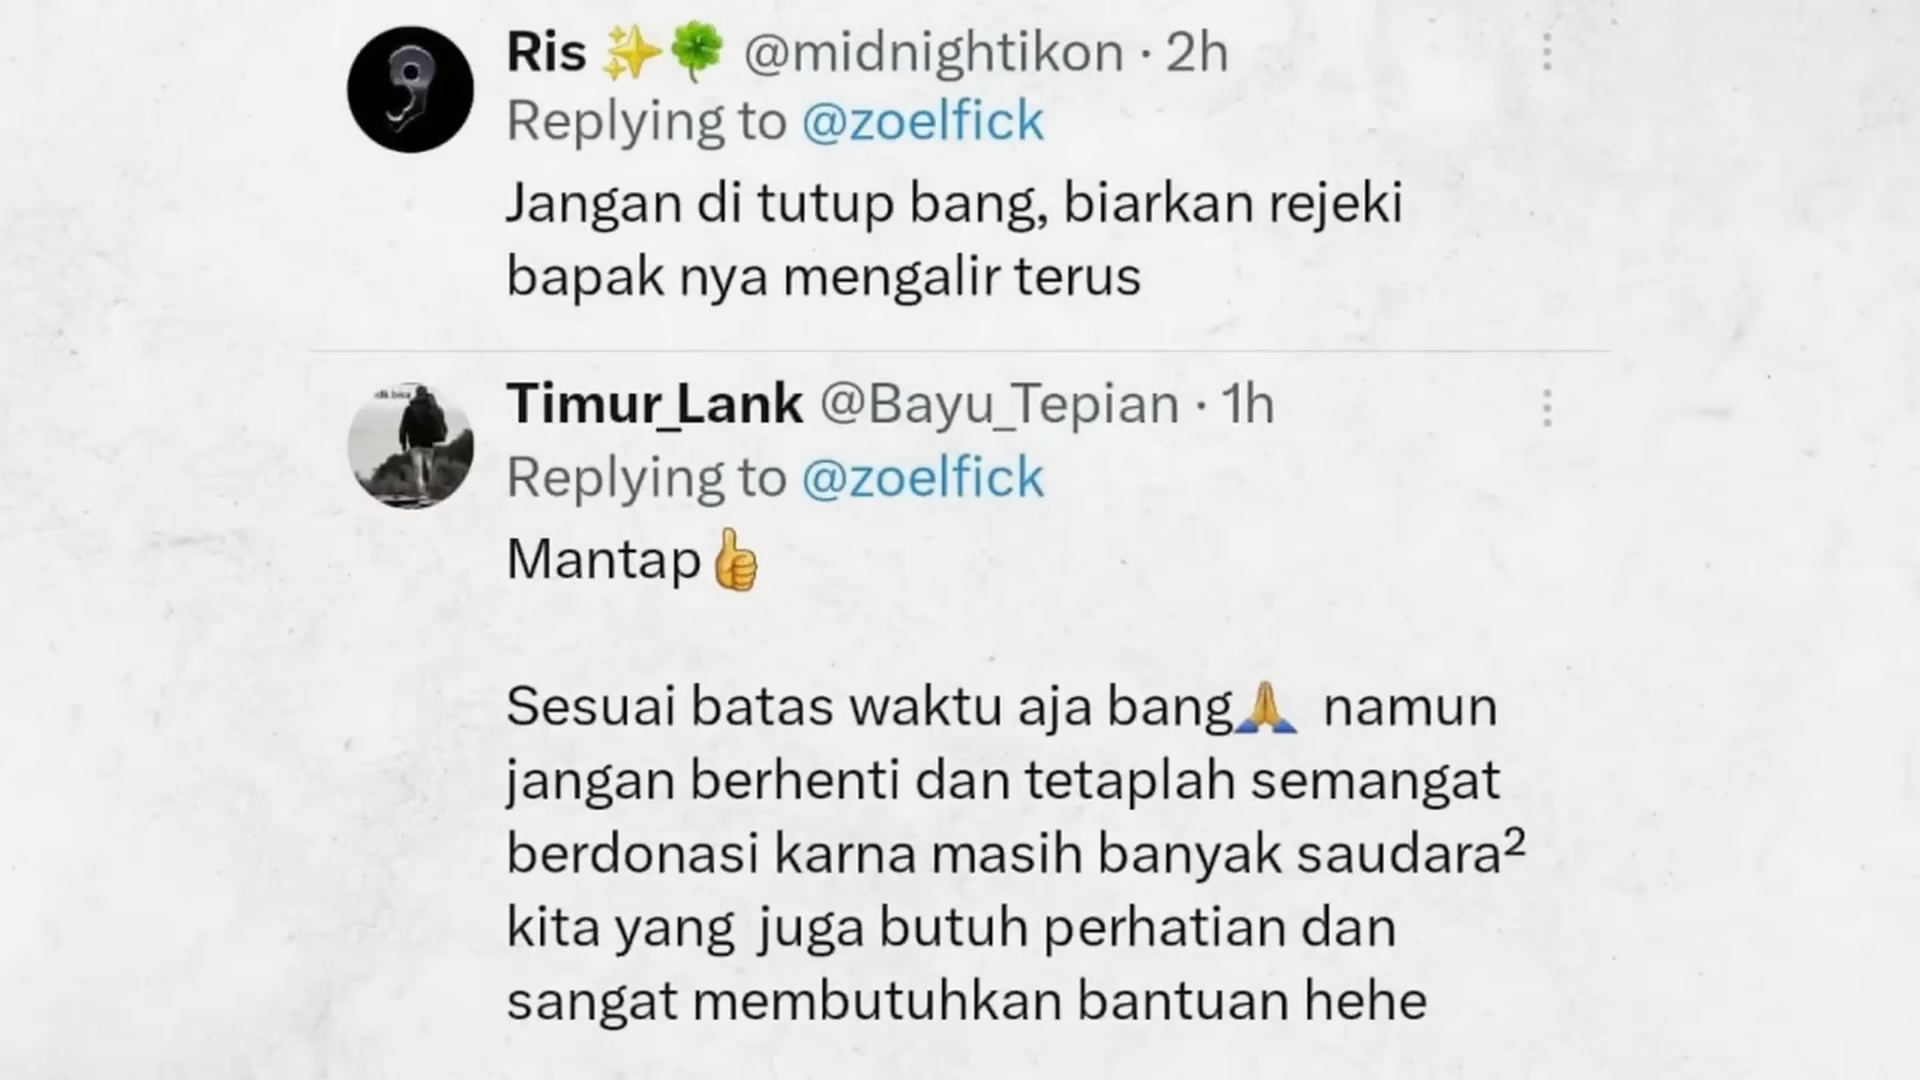 Ris ✨🍀 @midnightikon · 2h
Replying to @zoelfick
Jangan di tutup bang, biarkan rejeki
bapak nya mengalir terus
Timur_Lank @Bayu_Tepian · 1h
Replying to @zoelfick
Mantap👍
Sesuai batas waktu aja bang🙏 namun
jangan berhenti dan tetaplah semangat
berdonasi karna masih banyak saudara²
kita yang juga butuh perhatian dan
sangat membutuhkan bantuan hehe